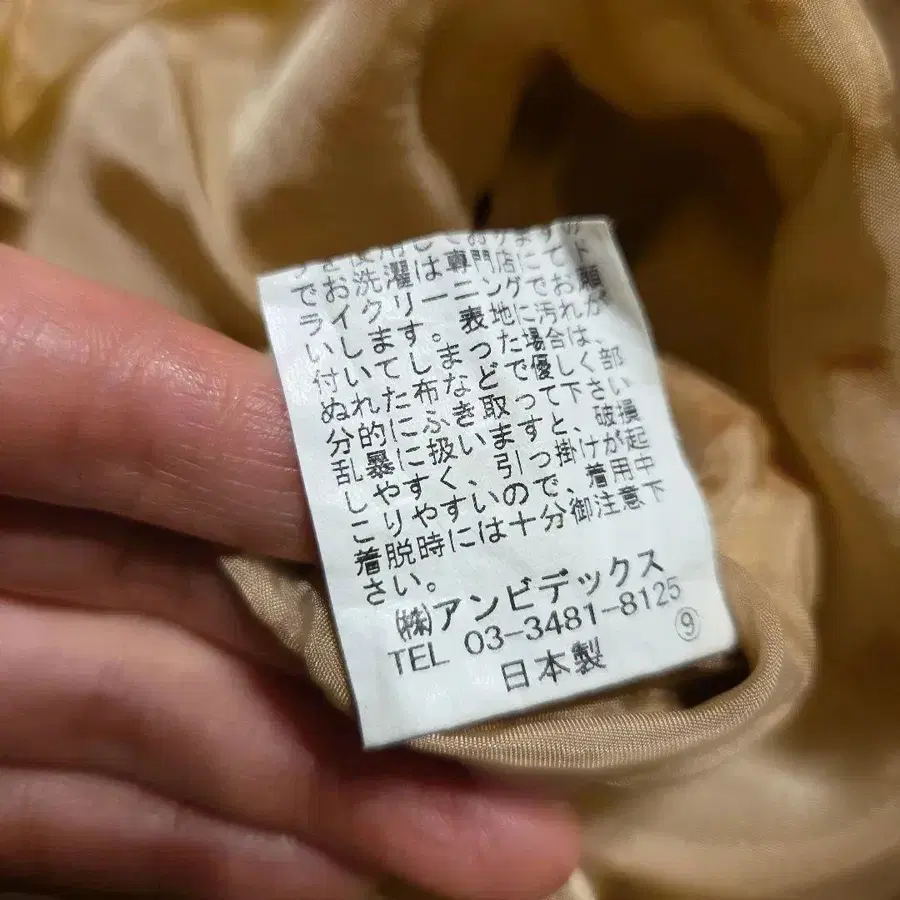 でお洗濯は専門店にてド
ライクリーニングでお願
いします。表地に汚れが
付いてしまった場合は、
ぬれた布などで優しく部
分的にふき取って下さい
乱暴に扱いますと、破損
しやすく、引っ掛けが起
こりやすいので、着用中
着脱時には十分御注意下
さい。
㈱アンビデックス
TEL 03-3481-8125
日本製 ⑨